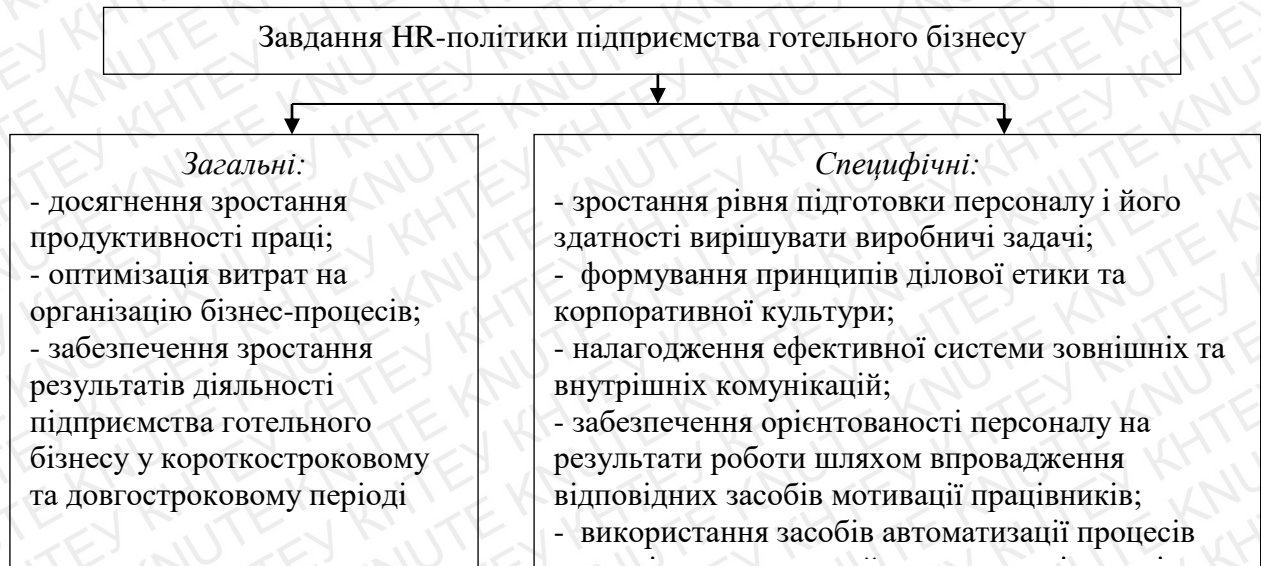 Завдання HR-політики підприємства готельного бізнесу
Загальні:
- досягнення зростання
продуктивності праці;
- оптимізація витрат на
організацію бізнес-процесів;
- забезпечення зростання
результатів діяльності
підприємства готельного
бізнесу у короткостроковому
та довгостроковому періоді
Специфічні:
- зростання рівня підготовки персоналу і його
здатності вирішувати виробничі задачі;
- формування принципів ділової етики та
корпоративної культури;
- налагодження ефективної системи зовнішніх та
внутрішніх комунікацій;
- забезпечення орієнтованості персоналу на
результати роботи шляхом впровадження
відповідних засобів мотивації працівників;
- використання засобів автоматизації процесів